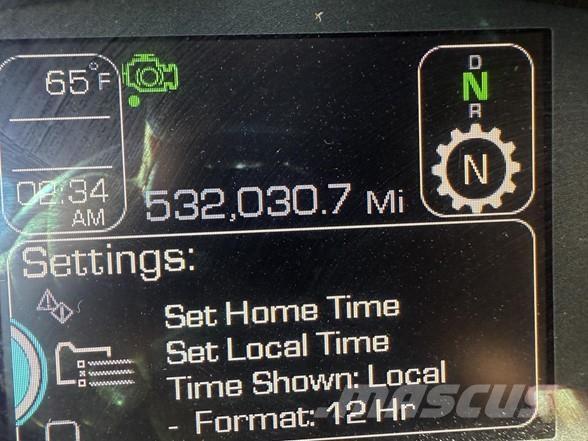 65°F
D
N
R
N
02:34
AM
532,030.7 Mi
Settings:
Set Home Time
Set Local Time
Time Shown: Local
- Format: 12 Hr
mascus